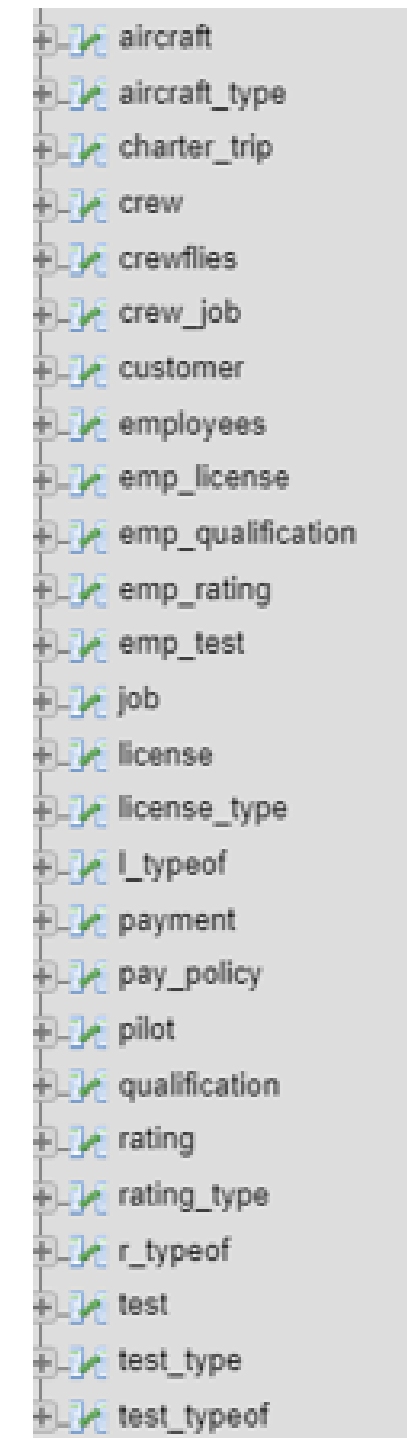 aircraft
aircraft_type
charter_trip
crew
crewflies
crew_job
customer
employees
emp_license
emp_qualification
emp_rating
emp_test
job
license
license_type
l_typeof
payment
pay_policy
pilot
qualification
rating
rating_type
r_typeof
test
test_type
test_typeof